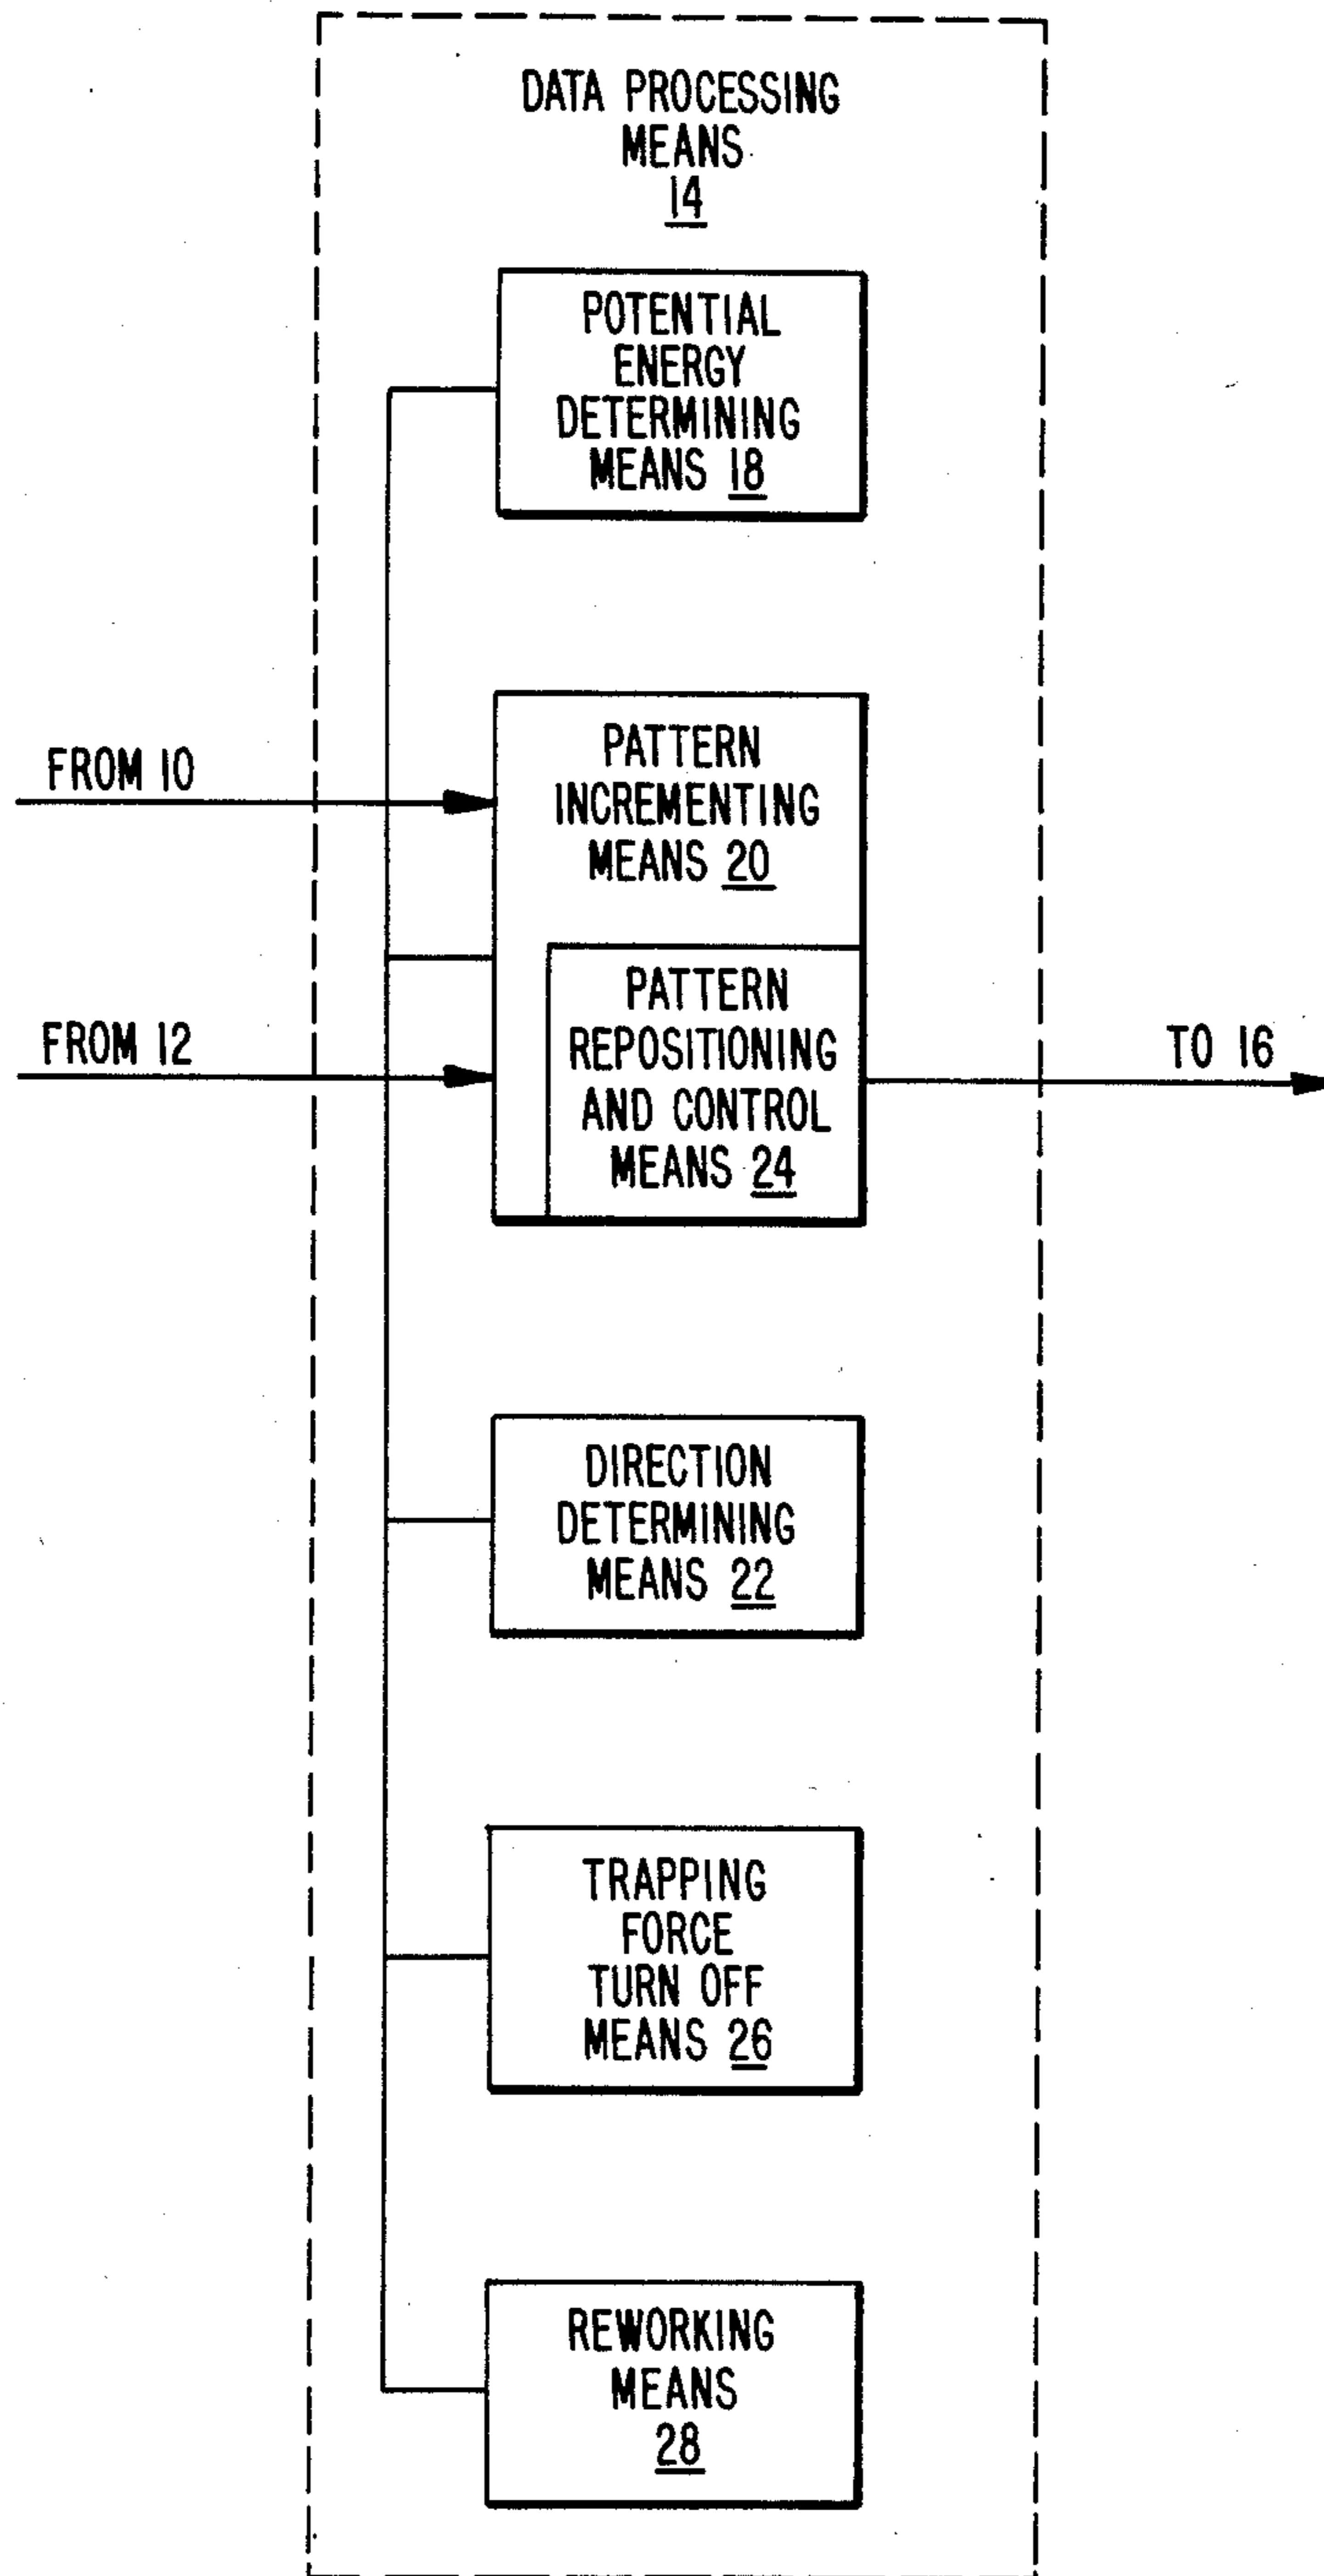 DATA PROCESSING
MEANS
14
POTENTIAL
ENERGY
DETERMINING
MEANS 18
FROM 10
PATTERN
INCREMENTING
MEANS 20
FROM 12
PATTERN
REPOSITIONING
AND CONTROL
MEANS 24
TO 16
DIRECTION
DETERMINING
MEANS 22
TRAPPING
FORCE
TURN OFF
MEANS 26
REWORKING
MEANS
28